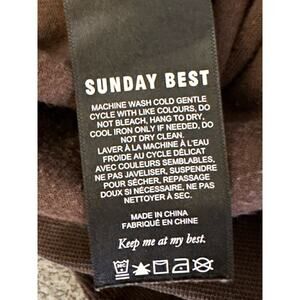 SUNDAY BEST
MACHINE WASH COLD GENTLE
CYCLE WITH LIKE COLOURS, DO
NOT BLEACH, HANG TO DRY,
COOL IRON ONLY IF NEEDED, DO
NOT DRY CLEAN.
LAVER À LA MACHINE À L'EAU
FROIDE AU CYCLE DÉLICAT
AVEC COULEURS SEMBLABLES,
NE PAS JAVELISER, SUSPENDRE
POUR SÉCHER, REPASSAGE
DOUX SI NÉCESSAIRE, NE PAS
NETTOYER À SEC.
MADE IN CHINA
FABRIQUÉ EN CHINE
Keep me at my best.